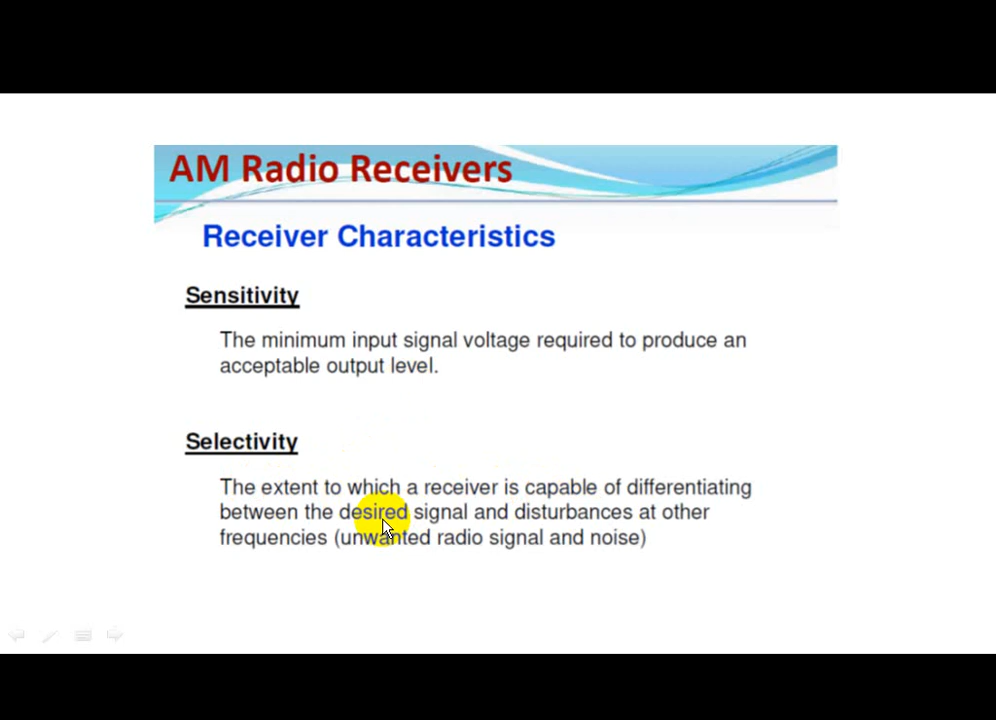 AM Radio Receivers
Receiver Characteristics
Sensitivity
The minimum input signal voltage required to produce an
acceptable output level.
Selectivity
The extent to which a receiver is capable of differentiating
between the desired signal and disturbances at other
frequencies (unwanted radio signal and noise)